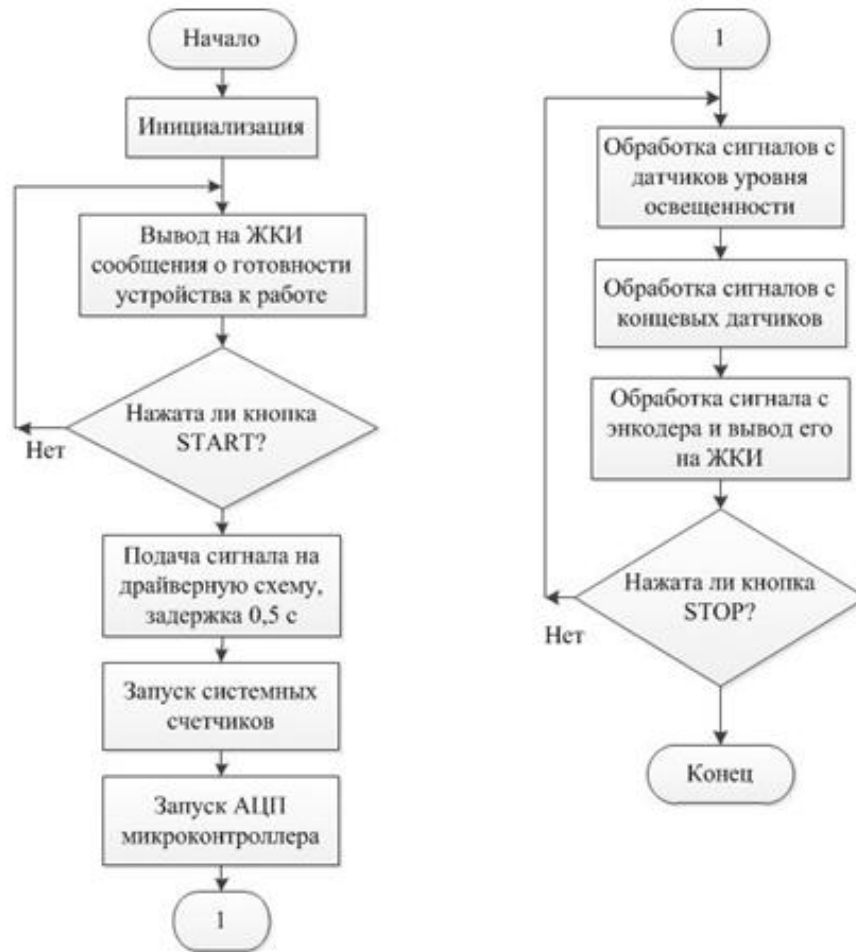 Начало
Инициализация
Вывод на ЖКИ
сообщения о готовности
устройства к работе
Нажата ли кнопка
START?
Нет
Подача сигнала на
драйверную схему,
задержка 0,5 с
Запуск системных
счетчиков
Запуск АЦП
микроконтроллера
1
1
Обработка сигналов с
датчиков уровня
освещенности
Обработка сигналов с
концевых датчиков
Обработка сигнала с
энкодера и вывод его
на ЖКИ
Нажата ли кнопка
STOP?
Нет
Конец